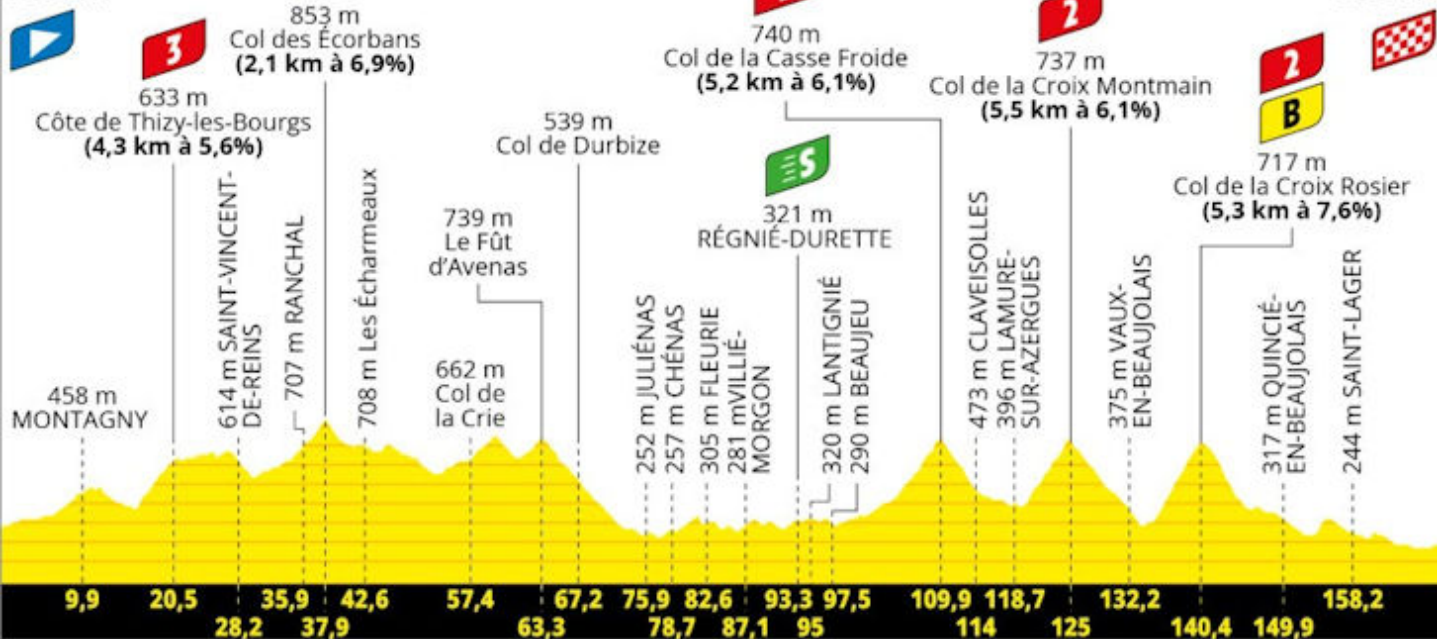 3
633 m
Côte de Thizy-les-Bourgs
(4,3 km à 5,6%)
853 m
Col des Écorbans
(2,1 km à 6,9%)
458 m
MONTAGNY
614 m SAINT-VINCENT-
DE-REINS
707 m RANCHAL
708 m Les Écharmeaux
739 m
Le Fût
d'Avenas
662 m
Col de
la Crie
539 m
Col de Durbize
252 m JULIÉNAS
257 m CHÉNAS
305 m FLEURIE
281 mVILLIÉ-
MORGON
S
321 m
RÉGNIÉ-DURETTE
320 m LANTIGNIÉ
290 m BEAUJEU
740 m
Col de la Casse Froide
(5,2 km à 6,1%)
473 m CLAVEISOLLES
396 m LAMURE-
SUR-AZERGUES
2
737 m
Col de la Croix Montmain
(5,5 km à 6,1%)
375 m VAUX-
EN-BEAUJOLAIS
2
B
717 m
Col de la Croix Rosier
(5,3 km à 7,6%)
317 m QUINCIÉ-
EN-BEAUJOLAIS
244 m SAINT-LAGER
9,9 20,5 35,9 42,6 57,4 67,2 75,9 82,6 93,3 97,5 109,9 118,7 132,2 158,2
28,2 37,9 63,3 78,7 87,1 95 114 125 140,4 149,9